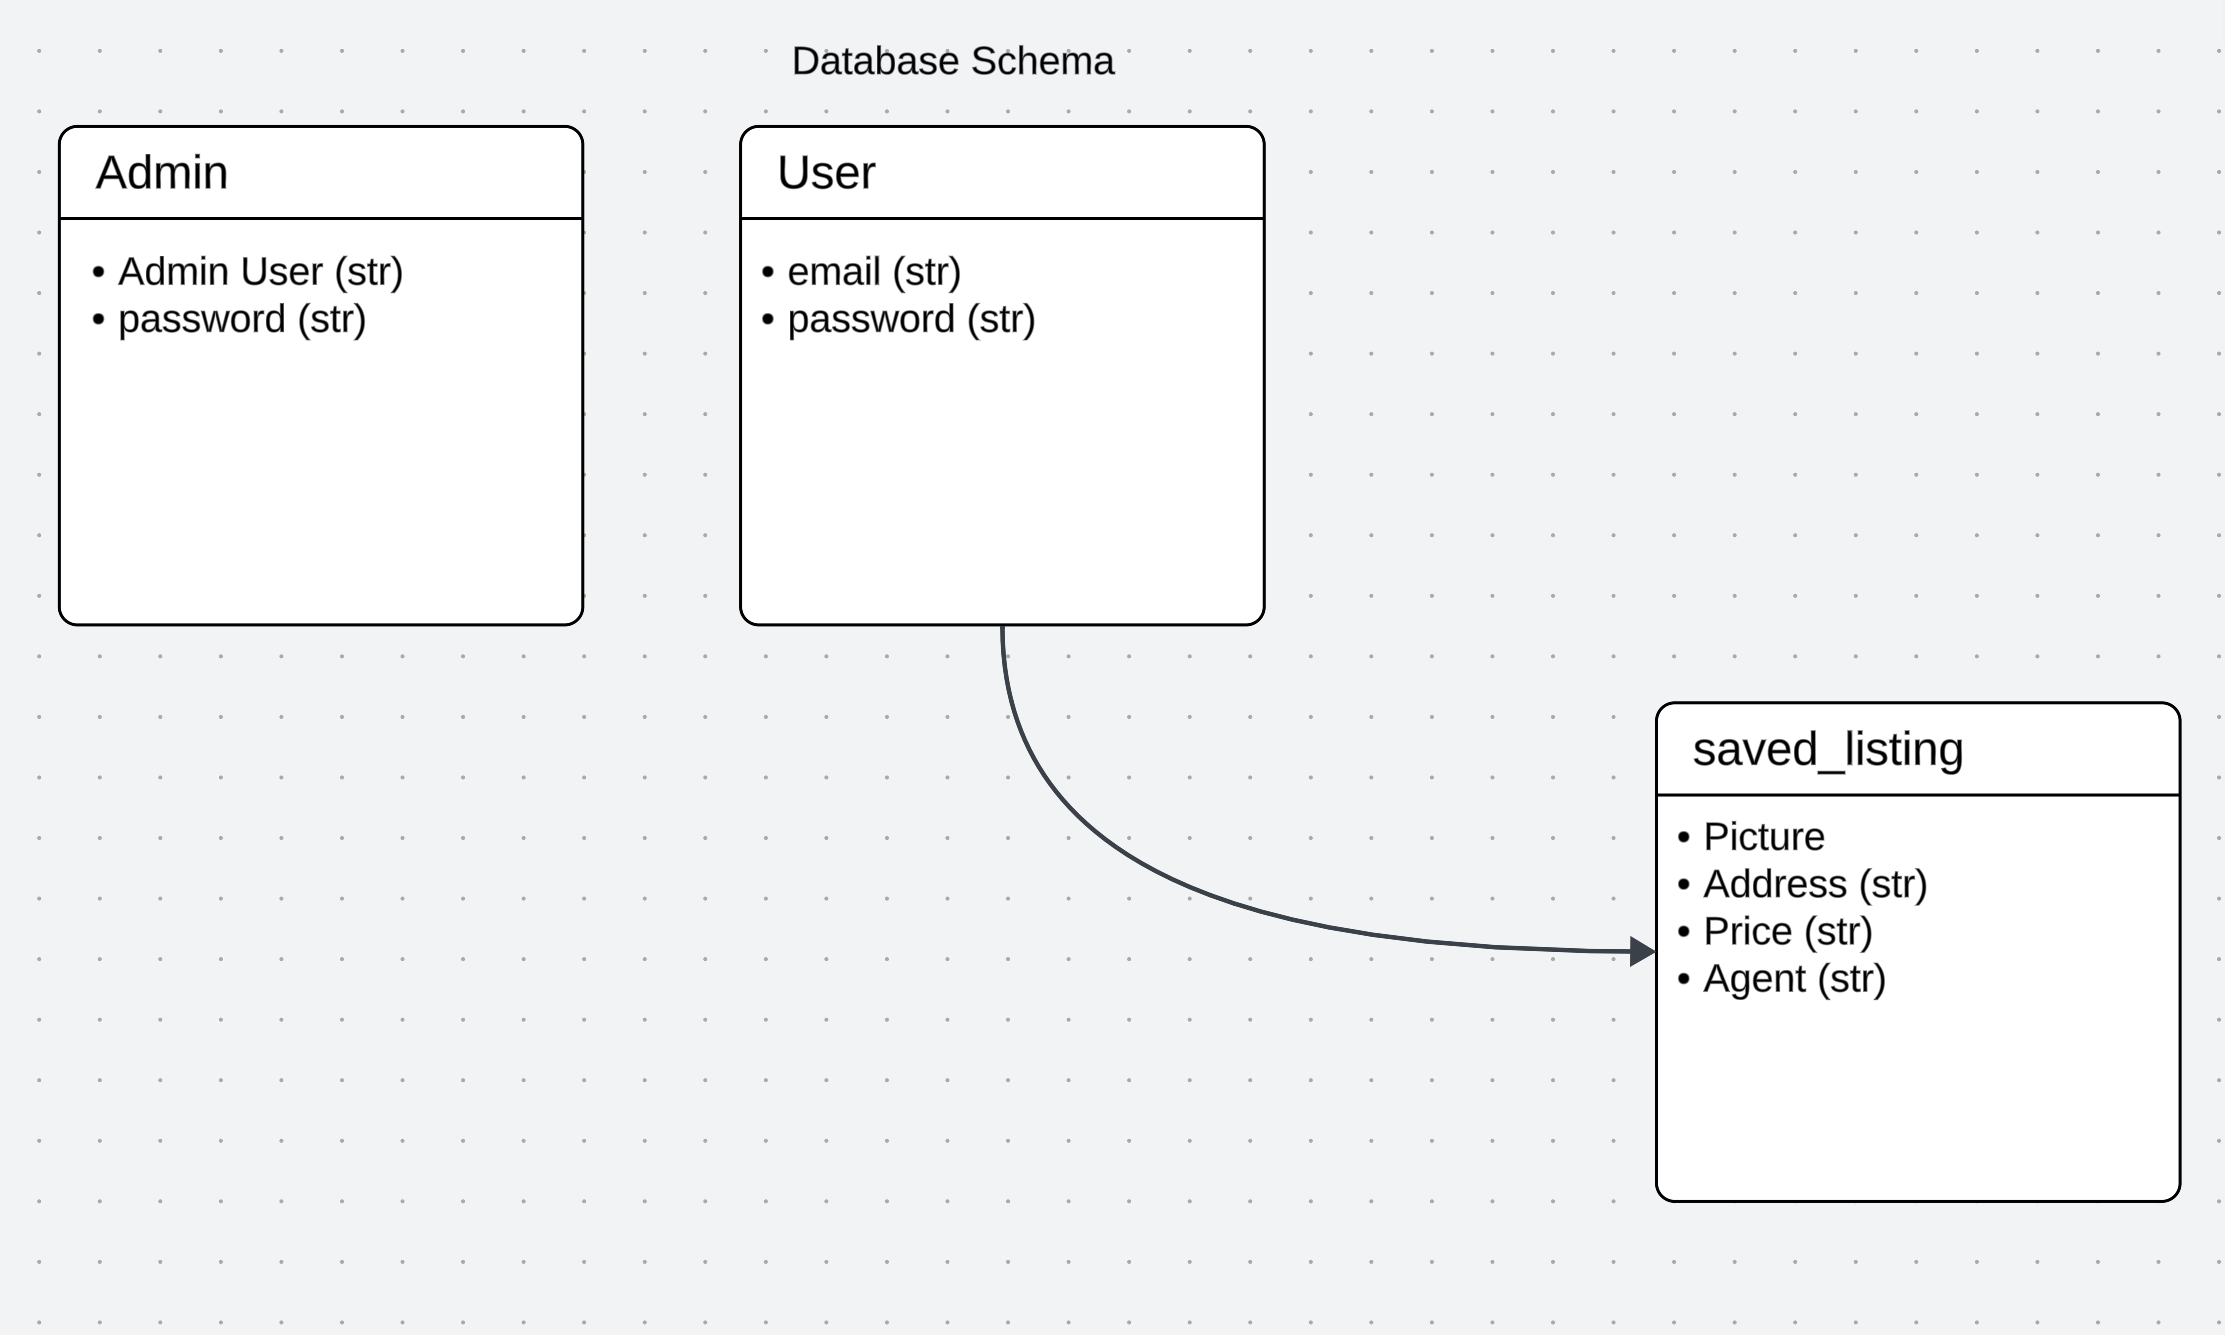 Database Schema
Admin
• Admin User (str)
• password (str)
User
• email (str)
• password (str)
saved_listing
• Picture
• Address (str)
• Price (str)
• Agent (str)